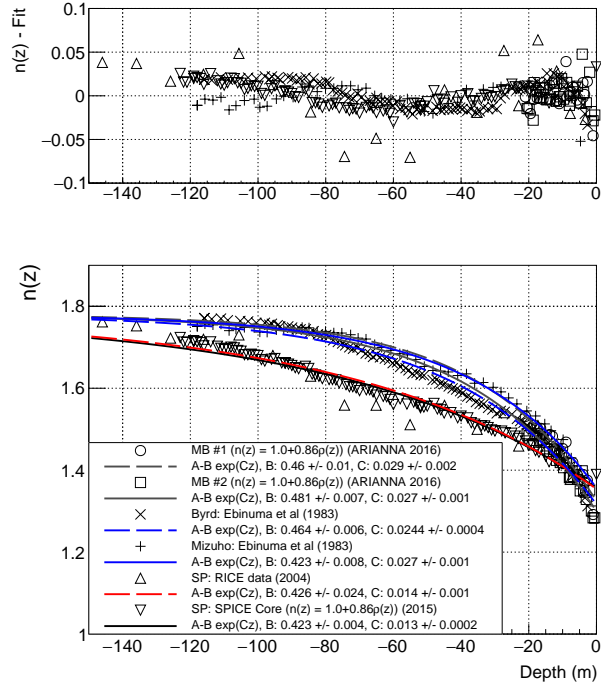 n(z) - Fit
0.1
0.05
0
−0.05
−0.1
−140 −120 −100 −80 −60 −40 −20 0
n(z)
1.8
1.6
1.4
1.2
1
MB #1 (n(z) = 1.0+0.86ρ(z)) (ARIANNA 2016)
A-B exp(Cz), B: 0.46 +/- 0.01, C: 0.029 +/- 0.002
MB #2 (n(z) = 1.0+0.86ρ(z)) (ARIANNA 2016)
A-B exp(Cz), B: 0.481 +/- 0.007, C: 0.027 +/- 0.001
Byrd: Ebinuma et al (1983)
A-B exp(Cz), B: 0.464 +/- 0.006, C: 0.0244 +/- 0.0004
Mizuho: Ebinuma et al (1983)
A-B exp(Cz), B: 0.423 +/- 0.008, C: 0.027 +/- 0.001
SP: RICE data (2004)
A-B exp(Cz), B: 0.426 +/- 0.024, C: 0.014 +/- 0.001
SP: SPICE Core (n(z) = 1.0+0.86ρ(z)) (2015)
A-B exp(Cz), B: 0.423 +/- 0.004, C: 0.013 +/- 0.0002
−140 −120 −100 −80 −60 −40 −20 0
Depth (m)